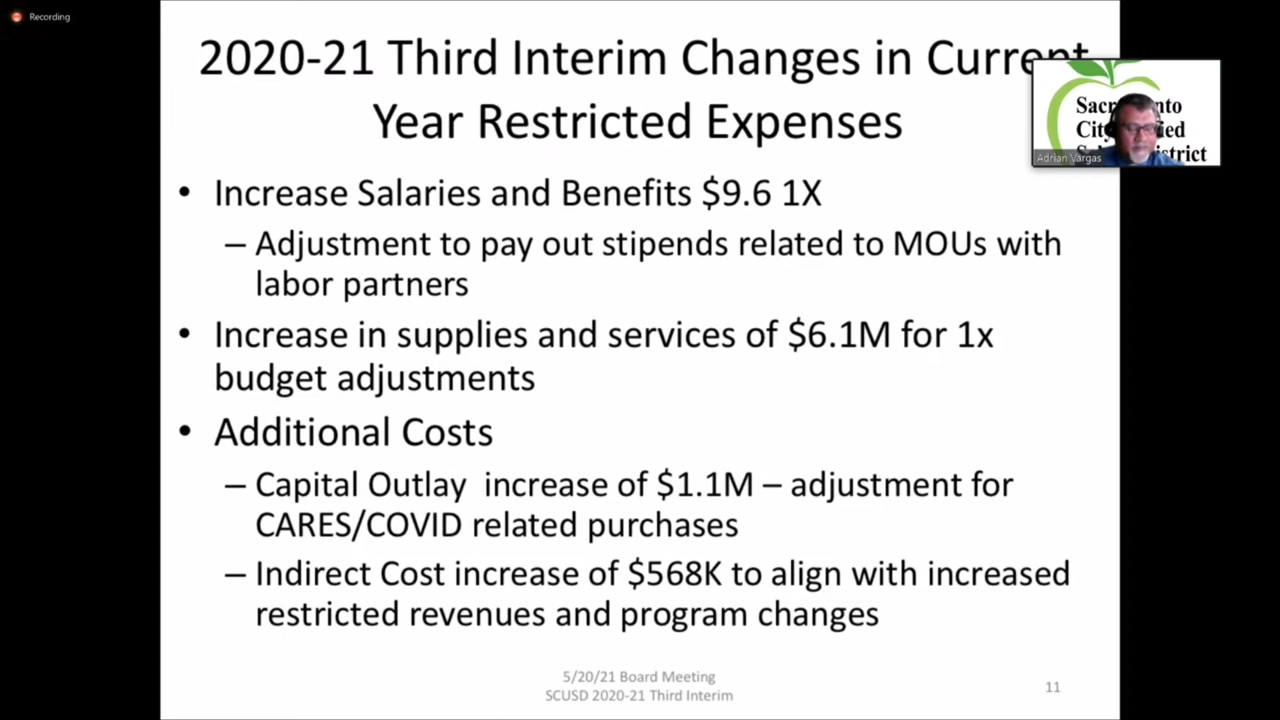 Recording
2020-21 Third Interim Changes in Current
Year Restricted Expenses
Adrian Vargas
• Increase Salaries and Benefits $9.6 1X
– Adjustment to pay out stipends related to MOUs with
labor partners
• Increase in supplies and services of $6.1M for 1x
budget adjustments
• Additional Costs
– Capital Outlay increase of $1.1M – adjustment for
CARES/COVID related purchases
– Indirect Cost increase of $568K to align with increased
restricted revenues and program changes
5/20/21 Board Meeting
SCUSD 2020-21 Third Interim
11